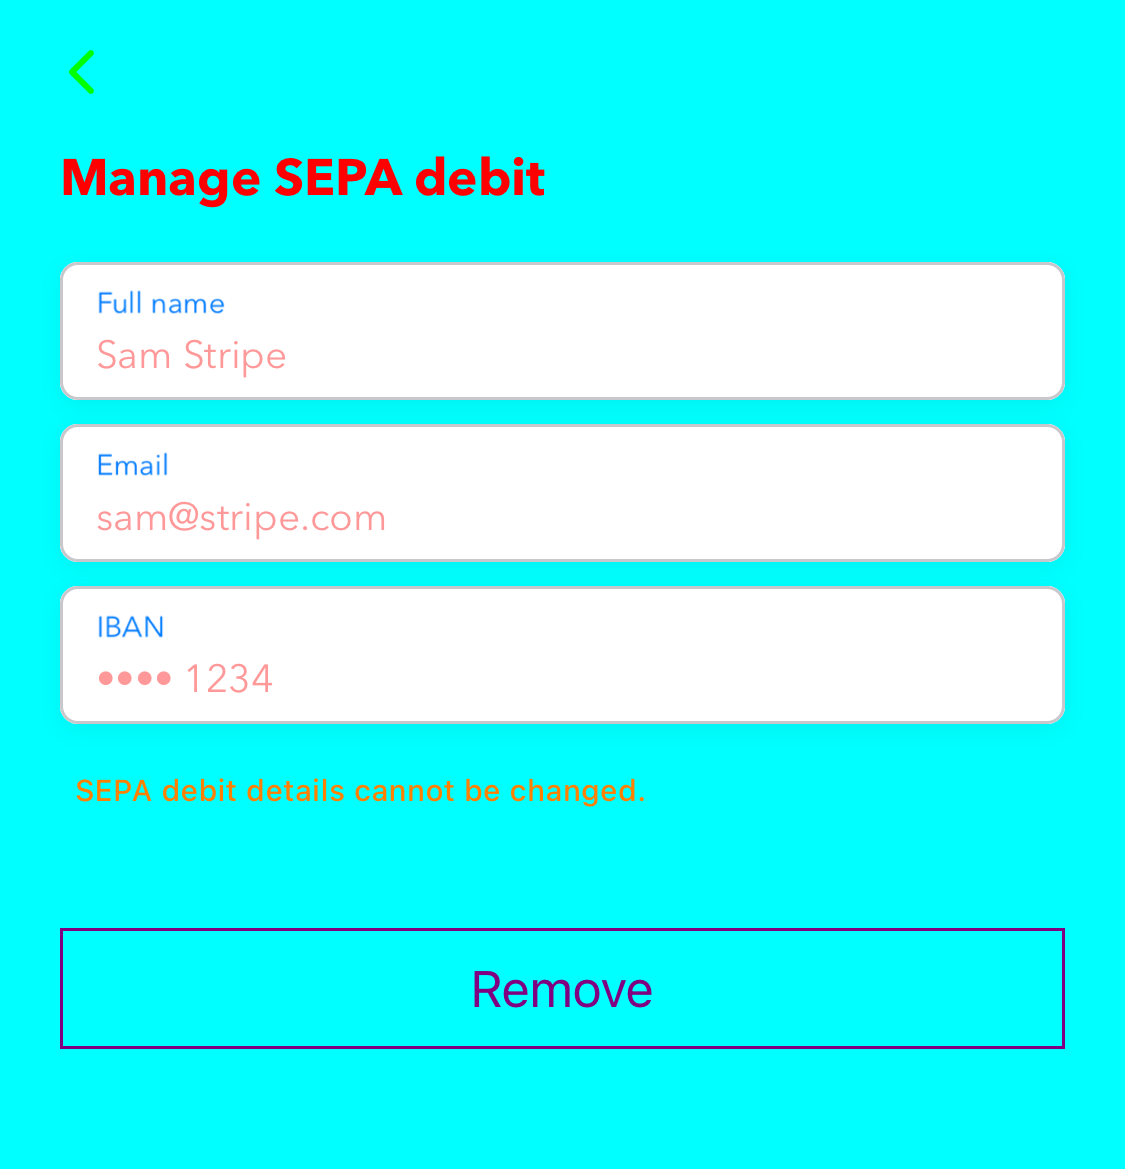 Manage SEPA debit
Full name
Sam Stripe
Email
sam@stripe.com
IBAN
•••• 1234
SEPA debit details cannot be changed.
Remove